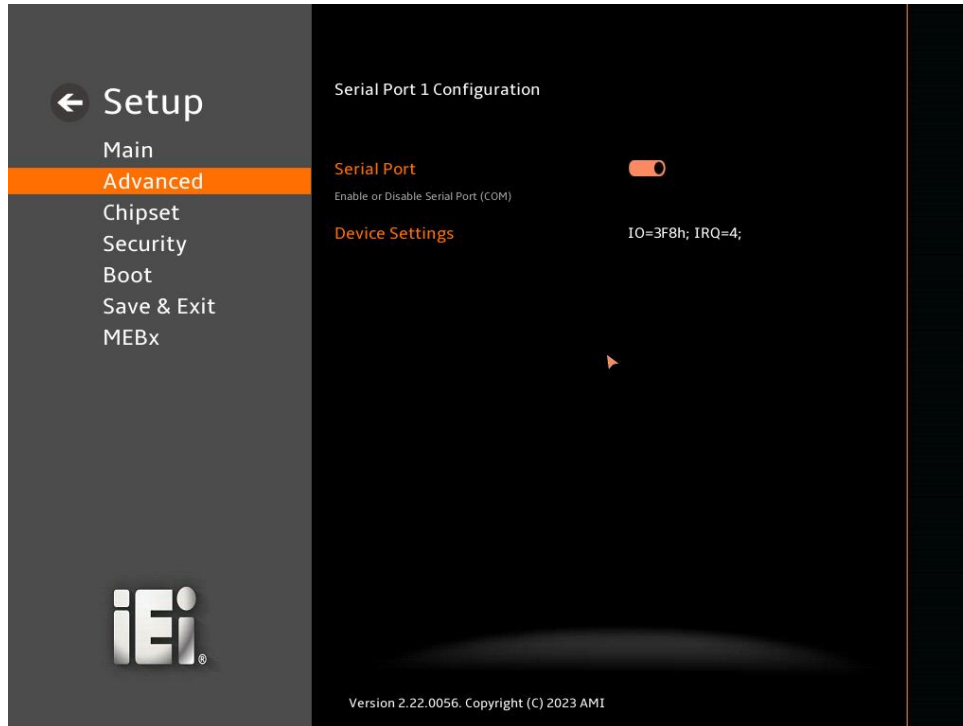 Setup
Main
Advanced
Chipset
Security
Boot
Save & Exit
MEBx
iEi®
Serial Port 1 Configuration
Serial Port
Enable or Disable Serial Port (COM)
Device Settings IO=3F8h; IRQ=4;
Version 2.22.0056. Copyright (C) 2023 AMI